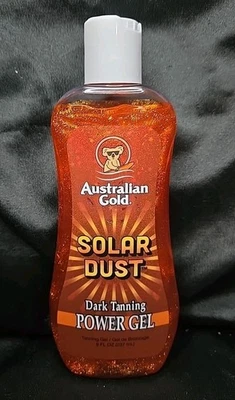 Australian
Gold
SOLAR
DUST
Dark Tanning
POWER GEL